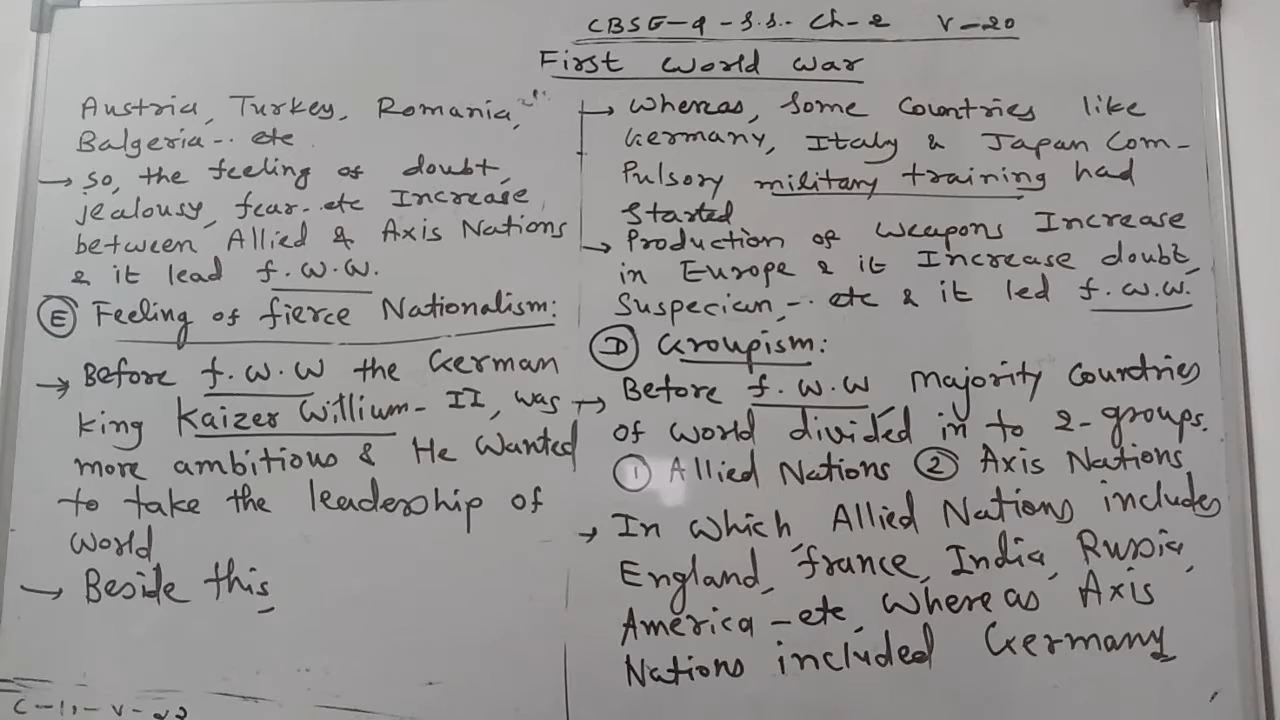 CBSE-9-S.S.- Ch-2 V-20
First World War
→ Whereas, Some Countries like
Germany, Italy & Japan Com-
Pulsory military training had
Started
→ Production of Weapons Increase
in Europe & it Increase doubt,
Suspecian, -.. etc & it led F.W.W.
(D) Groupism:
→ Before F.W.W majority Countries
of World divided in to 2-groups.
(1) Allied Nations (2) Axis Nations
→ In Which, Allied Nations includes
England, France, India, Russia,
America -etc, Where as Axis
Nations included Germany
Austria, Turkey, Romania,
Balgeria-.. etc
→ So, the feeling of doubt,
jealousy, fear-.etc Increase
between Allied & Axis Nations
& it lead F.W.W.
(E) Feeling of fierce Nationalism:
→ Before F.W.W the German
King Kaizer Willium-II, was
more ambitious & He Wanted
to take the leadership of
World
→ Beside this,